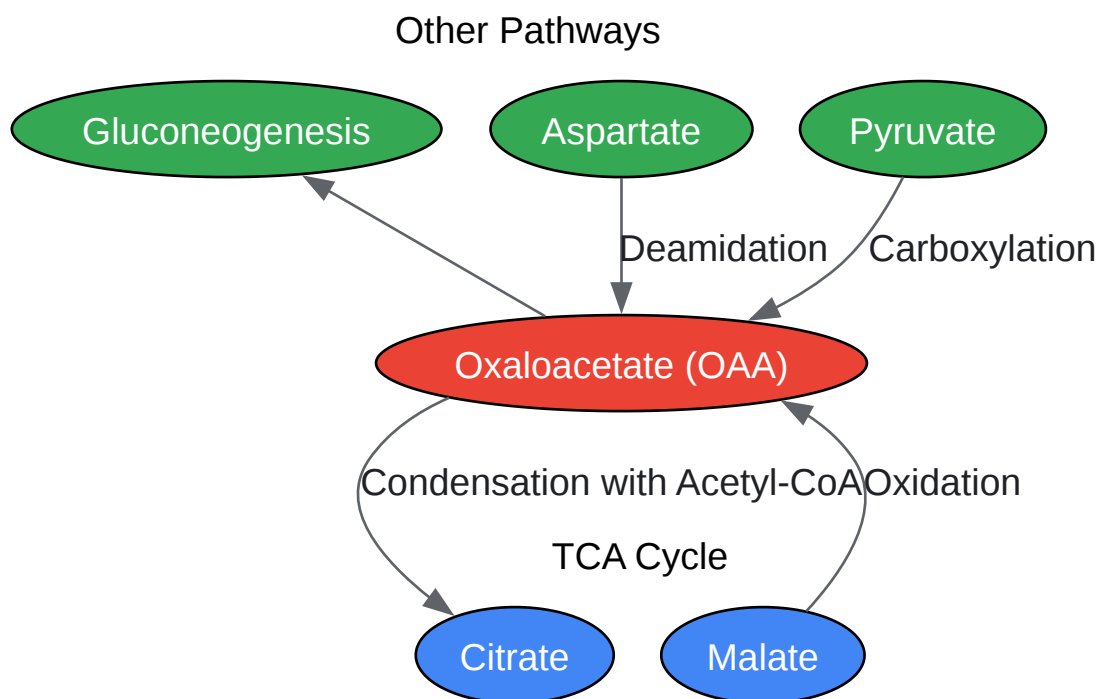 Other Pathways
Gluconeogenesis
Aspartate
Pyruvate
Deamidation
Carboxylation
Oxaloacetate (OAA)
Condensation with Acetyl-CoA
Oxidation
TCA Cycle
Citrate
Malate